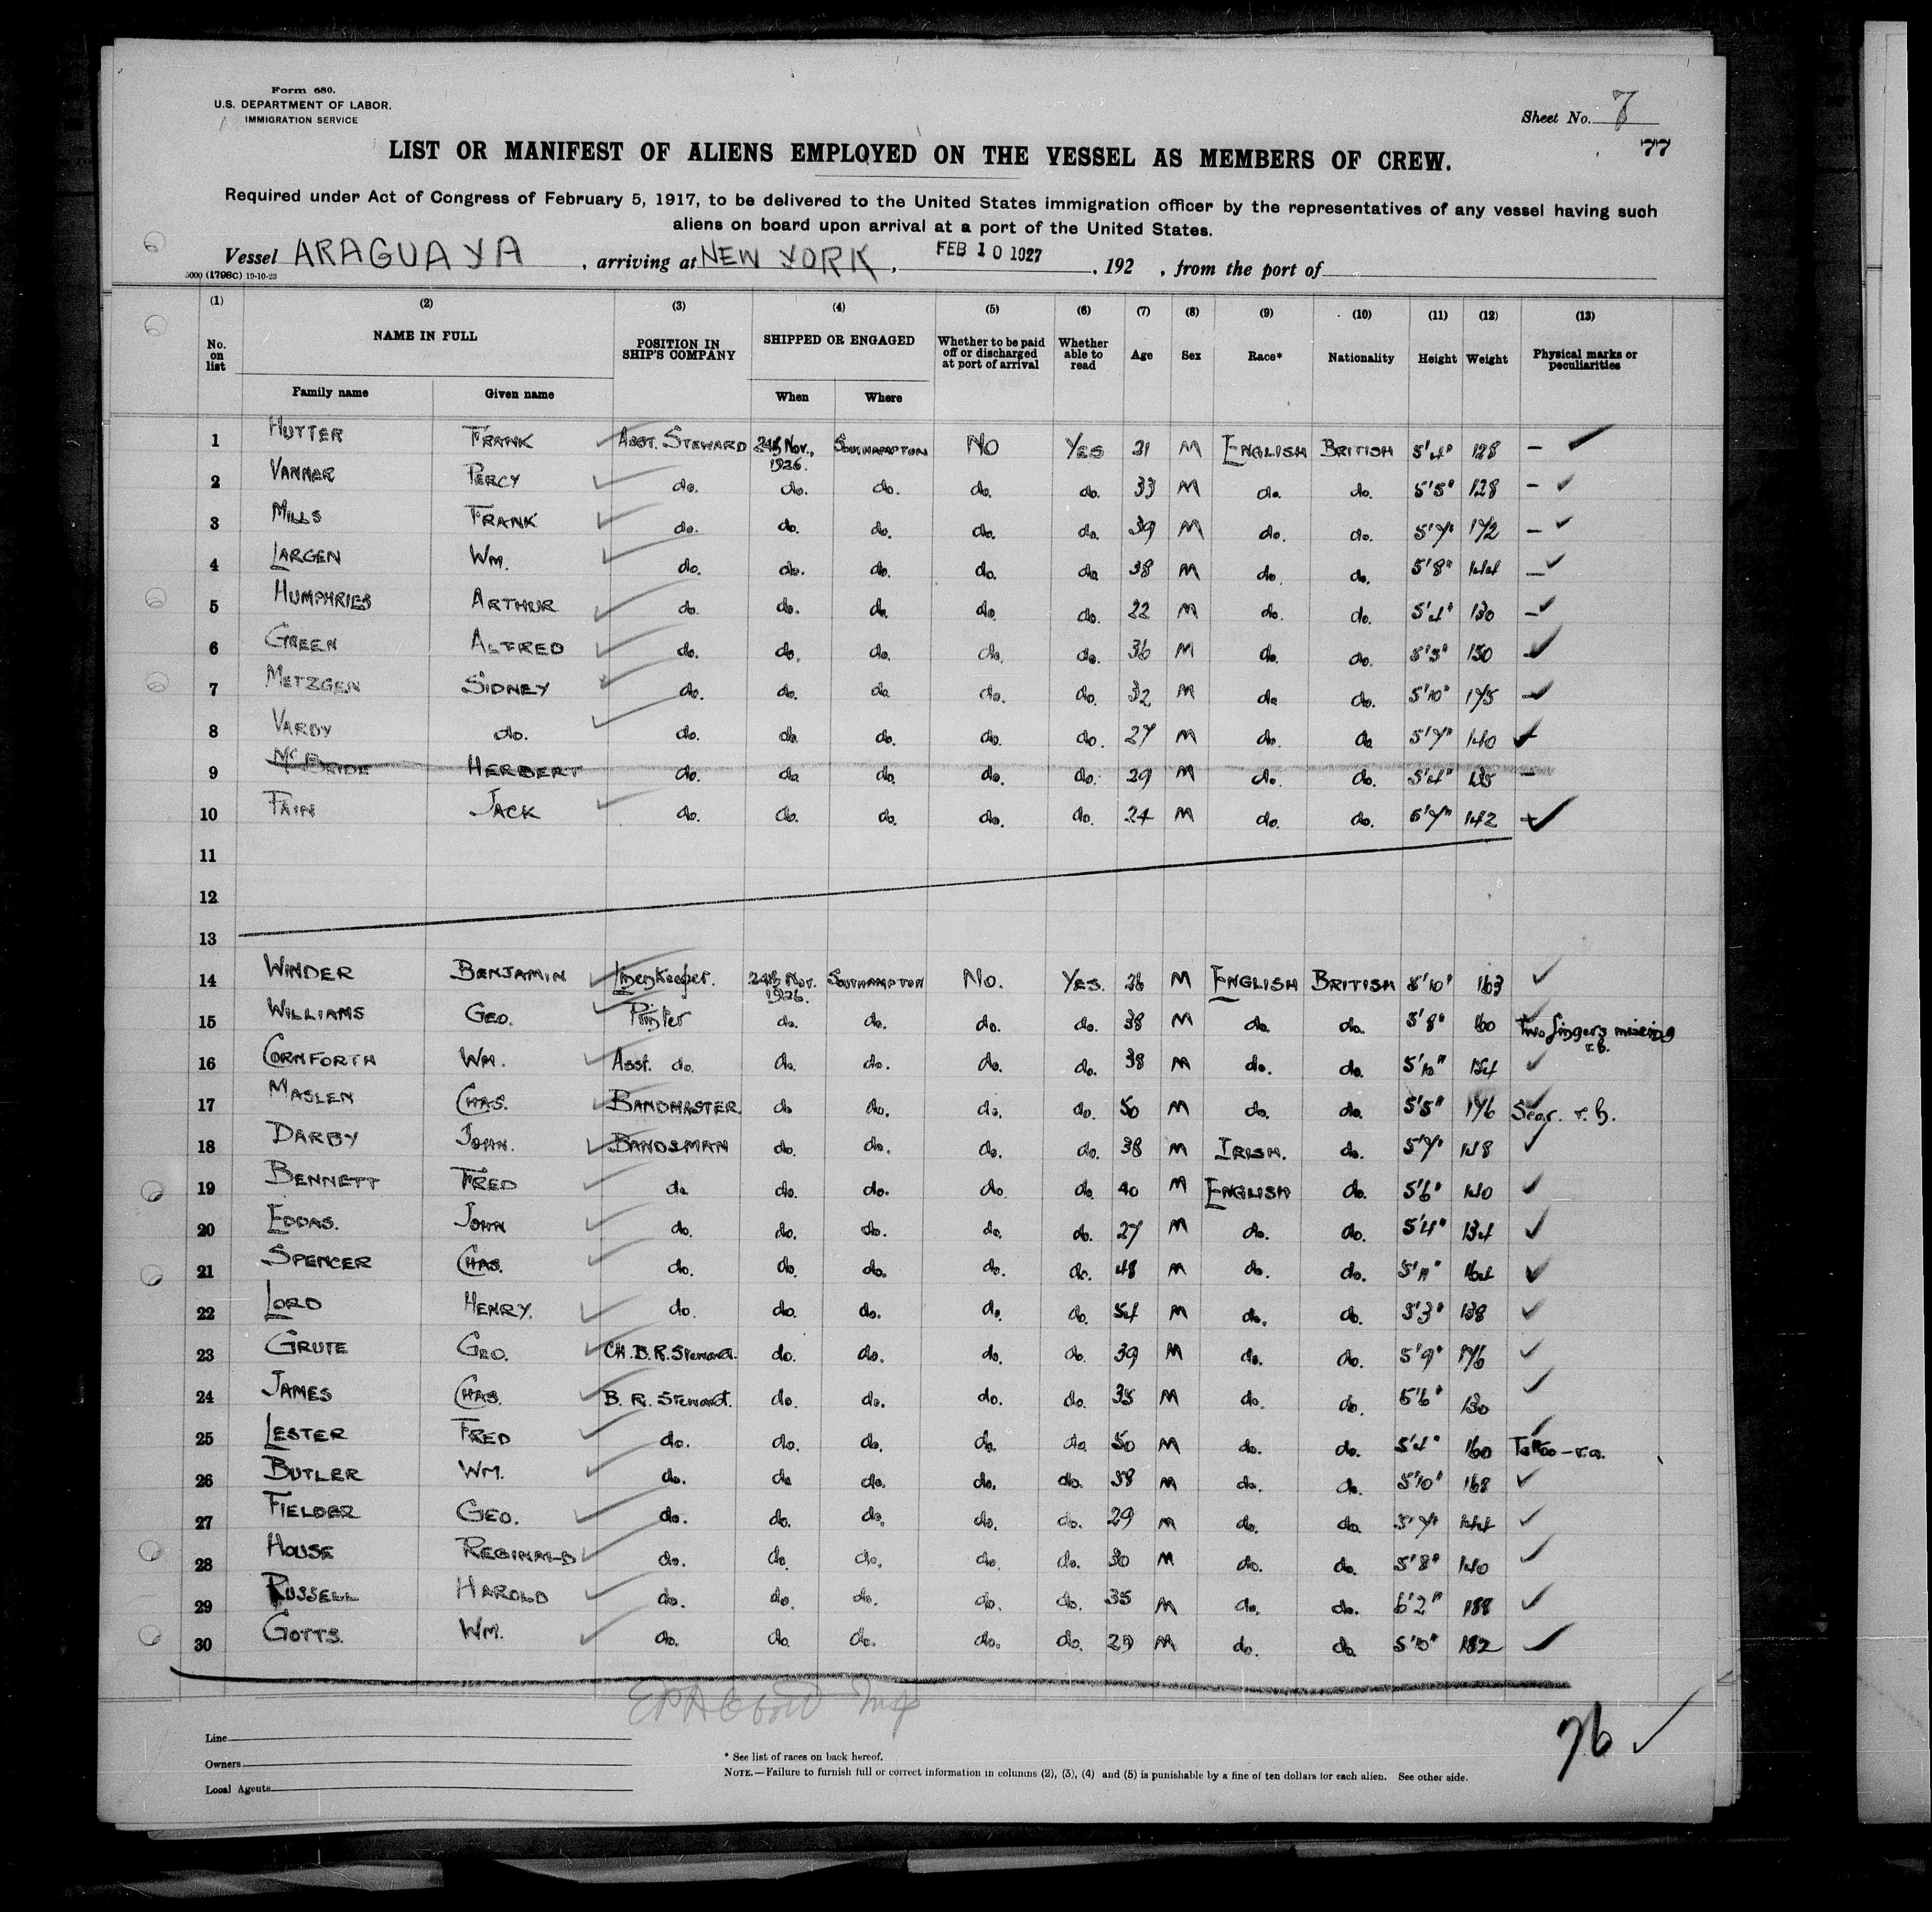 Form 680.
U.S. DEPARTMENT OF LABOR.
IMMIGRATION SERVICE
Sheet No. 7
77
LIST OR MANIFEST OF ALIENS EMPLOYED ON THE VESSEL AS MEMBERS OF CREW.
Required under Act of Congress of February 5, 1917, to be delivered to the United States immigration officer by the representatives of any vessel having such
aliens on board upon arrival at a port of the United States.
Vessel ARAGUAYA, arriving at NEW YORK, FEB 10 1927, 192 , from the port of
5000 (1798C) 19-10-23
(1) (2) (3) (4) (5) (6) (7) (8) (9) (10) (11) (12) (13)
No. on list NAME IN FULL Family name Given name POSITION IN SHIP'S COMPANY SHIPPED OR ENGAGED When Where Whether to be paid off or discharged at port of arrival Whether able to read Age Sex Race* Nationality Height Weight Physical marks or peculiarities
1 HUTTER FRANK ASST. STEWARD 24th Nov., 1926. SOUTHAMPTON NO YES 21 M ENGLISH BRITISH 5'4" 128 –
2 VANNER PERCY do. do. do. do. do. 33 M do. do. 5'5" 128 –
3 MILLS FRANK do. do. do. do. do. 39 M do. do. 5'7" 172 –
4 LARGEN WM. do. do. do. do. do 38 M do. do. 5'8" 144 –
5 HUMPHRIES ARTHUR do. do. do. do. do. 22 M do. do. 5'4" 130 –
6 GREEN ALFRED do. do. do. do. do. 36 M do. do. 5'5" 150
7 METZGEN SIDNEY do. do. do. do. do. 32 M do do. 5'10" 175
8 VARDY do. do. do. do. do. do. 27 M do. do 5'7" 140
9 McBRIDE HERBERT do. do do. do. do. 29 M do. do. 5'4" 135 –
10 FAIN JACK do. do. do. do. do. 24 M do. do. 5'7" 142
11
12
13
14 WINDER BENJAMIN Linenkeeper. 24th Nov. 1926. SOUTHAMPTON NO. YES. 26 M ENGLISH BRITISH 5'10" 163
15 WILLIAMS GEO. Printer do. do. do. do. 38 M do. do. 5'8" 160 two fingers missing r.h.
16 CORNFORTH WM. Asst. do. do. do. do. do. 38 M do. do. 5'10" 154
17 MASLEN CHAS. BANDMASTER. do do. do. do. 50 M do. do. 5'5" 176 Scar. r.h.
18 DARBY JOHN. BANDSMAN do. do. do. do. 38 M IRISH. do. 5'7" 148
19 BENNETT FRED do do. do. do do. 40 M ENGLISH do. 5'6" 140
20 EDDAS. JOHN do. do. do. do. do. 27 M do. do. 5'4" 134
21 SPENCER CHAS. do. do. do. do. do. 48 M do. do. 5'11" 164
22 LORD HENRY. do. do. do. do. do. 54 M do. do. 5'3" 138
23 GRUTE GEO. CH. B.R. Steward. do. do. do. do. 39 M do. do. 5'9" 176
24 JAMES CHAS. B. R. Steward. do. do. do. do. 35 M do. do. 5'6" 130
25 LESTER FRED do. do. do. do. do. 50 M do. do. 5'4" 160 Tattoo – r.a.
26 BUTLER WM. do. do do. do. do. 38 M do. do. 5'10" 168
27 FIELDER GEO. do. do. do. do. do. 29 M do. do. 5'7" 144
28 HOUSE REGINALD do. do. do. do. do. 30 M do. do. 5'8" 140
29 RUSSELL HAROLD do. do. do. do. do. 35 M do. do. 6'2" 188
30 GOTTS. WM. do. do. do. do. do. 29 M do. do 5'10" 182
76
Line
Owners
Local Agents
* See list of races on back hereof.
NOTE.—Failure to furnish full or correct information in columns (2), (3), (4) and (5) is punishable by a fine of ten dollars for each alien. See other side.